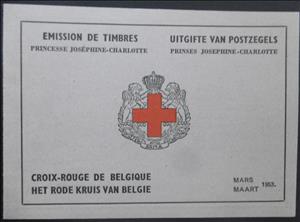 EMISSION DE TIMBRES
PRINCESSE JOSÉPHINE-CHARLOTTE
UITGIFTE VAN POSTZEGELS
PRINSES JOSEPHINE-CHARLOTTE
CROIX-ROUGE DE BELGIQUE
HET RODE KRUIS VAN BELGIE
MARS
MAART 1953.